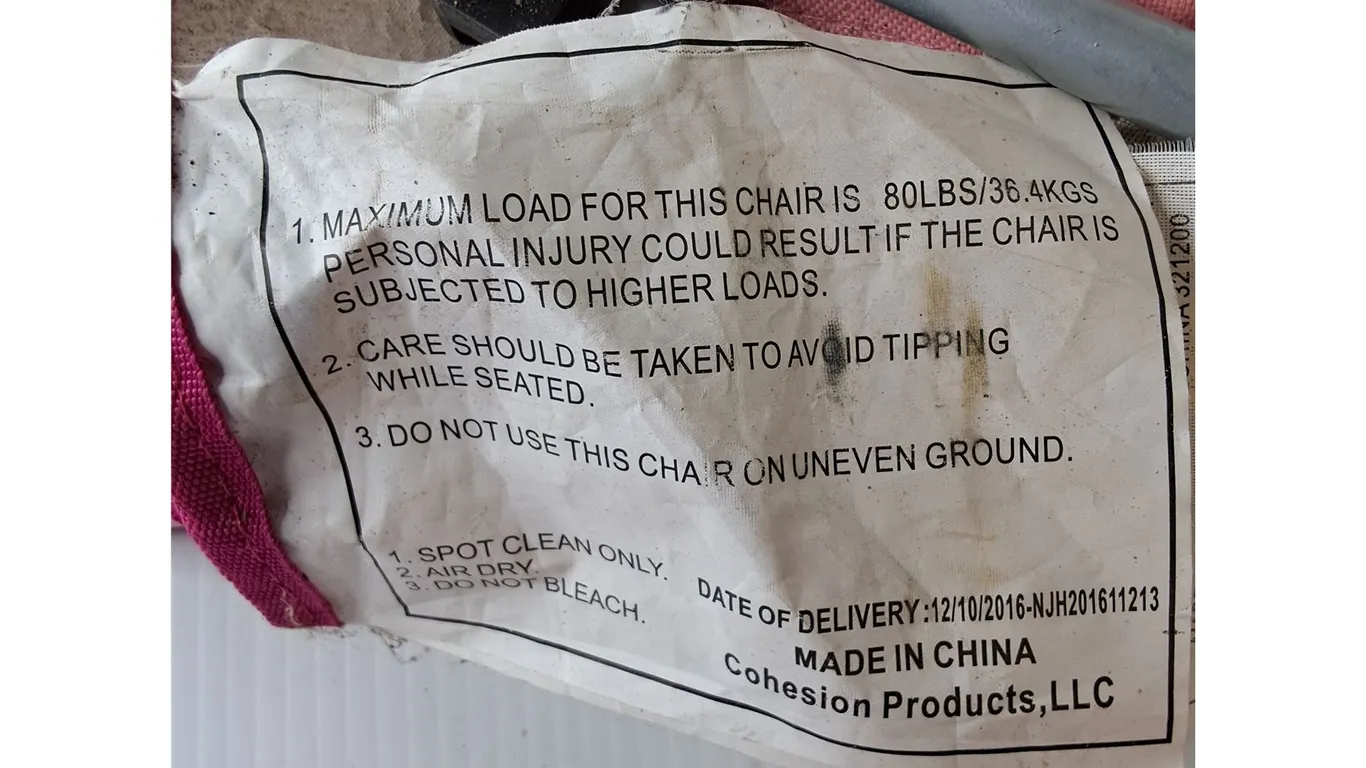 1. MAXIMUM LOAD FOR THIS CHAIR IS 80LBS/36.4KGS
PERSONAL INJURY COULD RESULT IF THE CHAIR IS
SUBJECTED TO HIGHER LOADS.
2. CARE SHOULD BE TAKEN TO AVOID TIPPING
WHILE SEATED.
3. DO NOT USE THIS CHAIR ON UNEVEN GROUND.
1. SPOT CLEAN ONLY.
2. AIR DRY.
3. DO NOT BLEACH.
DATE OF DELIVERY:12/10/2016-NJH201611213
MADE IN CHINA
Cohesion Products,LLC
321200